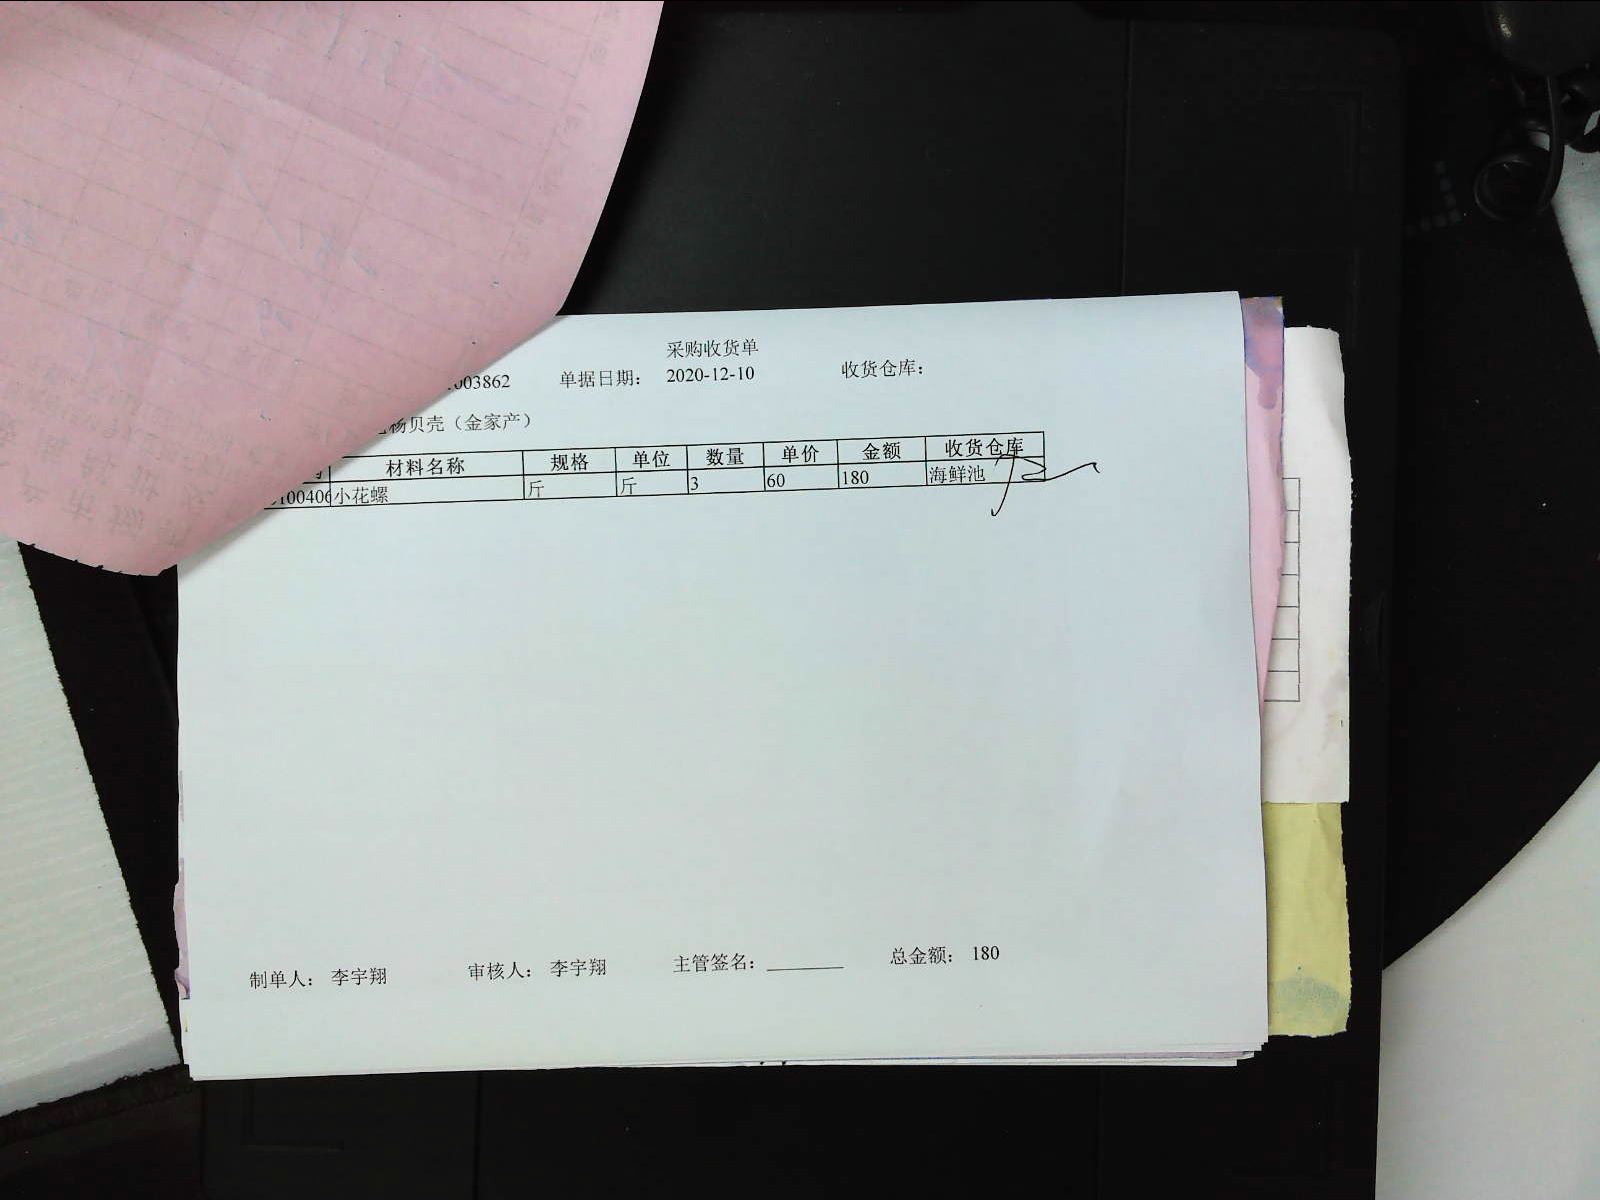 采购收货单
003862 单据日期： 2020-12-10 收货仓库：
杨贝壳（金家产）
材料名称 规格 单位 数量 单价 金额 收货仓库
100406 小花螺 斤 斤 3 60 180 海鲜池
制单人： 李宇翔 审核人： 李宇翔 主管签名： 总金额： 180